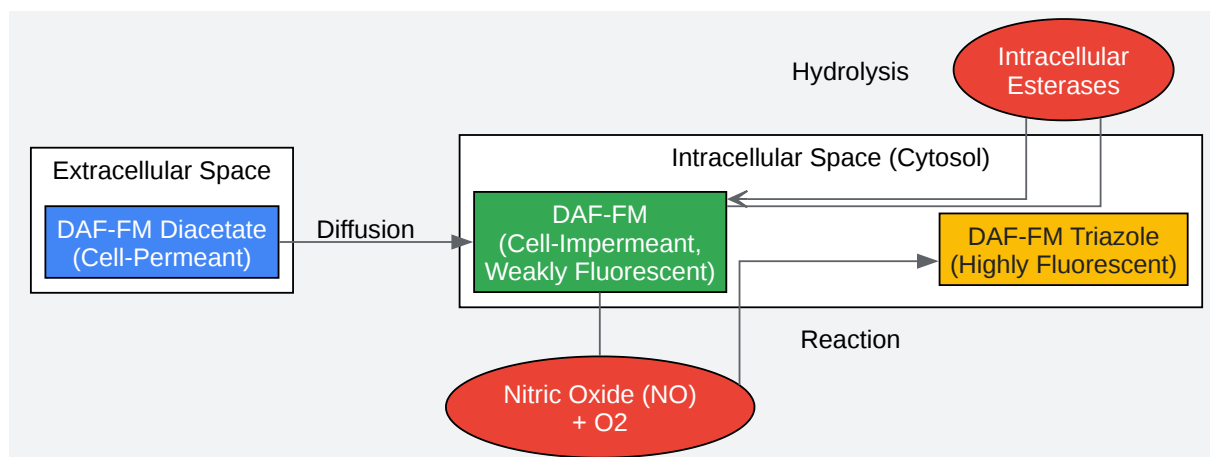 Hydrolysis
Intracellular
Esterases
Extracellular Space
DAF-FM Diacetate
(Cell-Permeant)
Diffusion
Intracellular Space (Cytosol)
DAF-FM
(Cell-Impermeant,
Weakly Fluorescent)
DAF-FM Triazole
(Highly Fluorescent)
Reaction
Nitric Oxide (NO)
+ O2